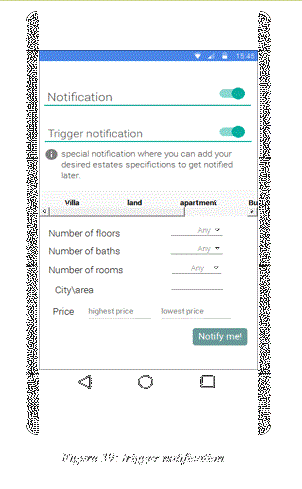 15:45
Notification
Trigger notification
special notification where you can add your
desired estates specifictions to get notified
later.
Villa land apartment Bu
Number of floors Any
Number of baths Any
Number of rooms Any
City\area
Price highest price lowest price
Notify me!
Figure 39: trigger notification